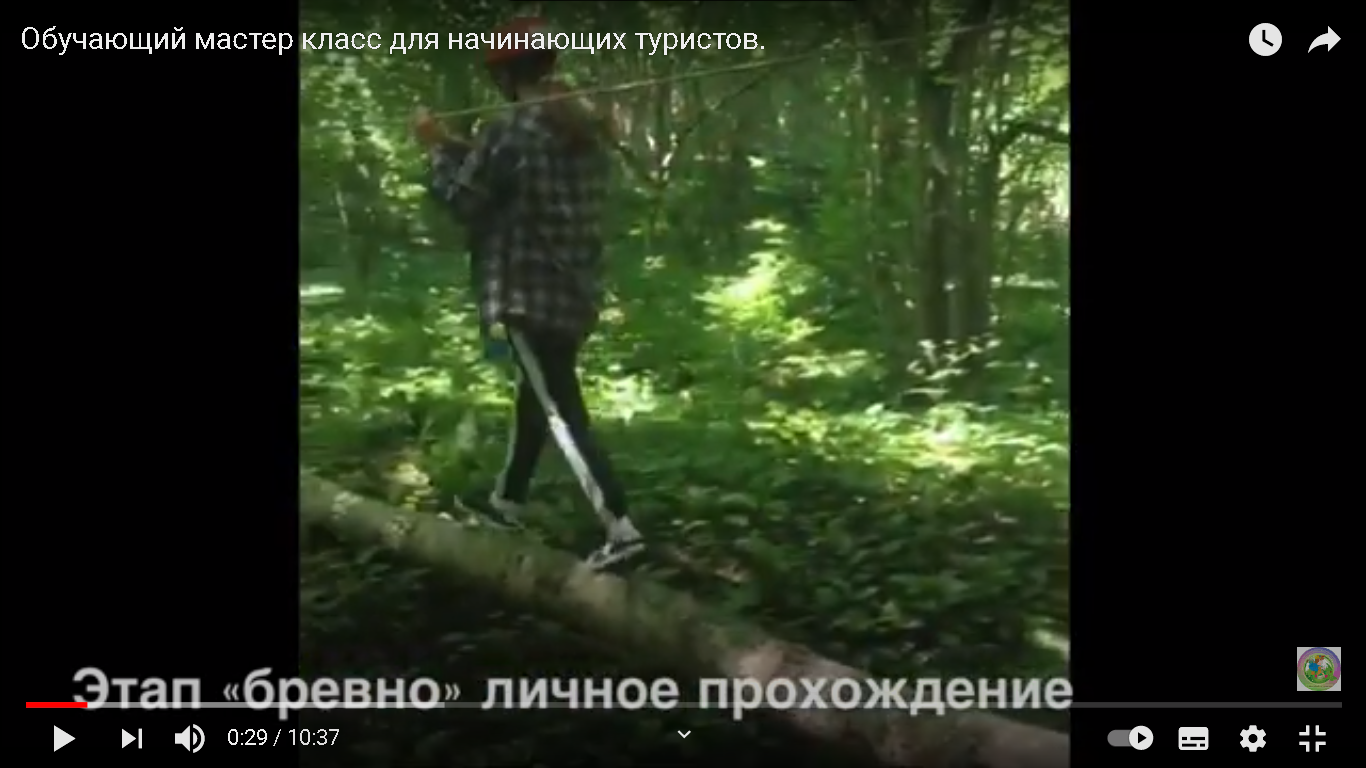 Обучающий мастер класс для начинающих туристов.
Этап «бревно» личное прохождение
0:29 / 10:37